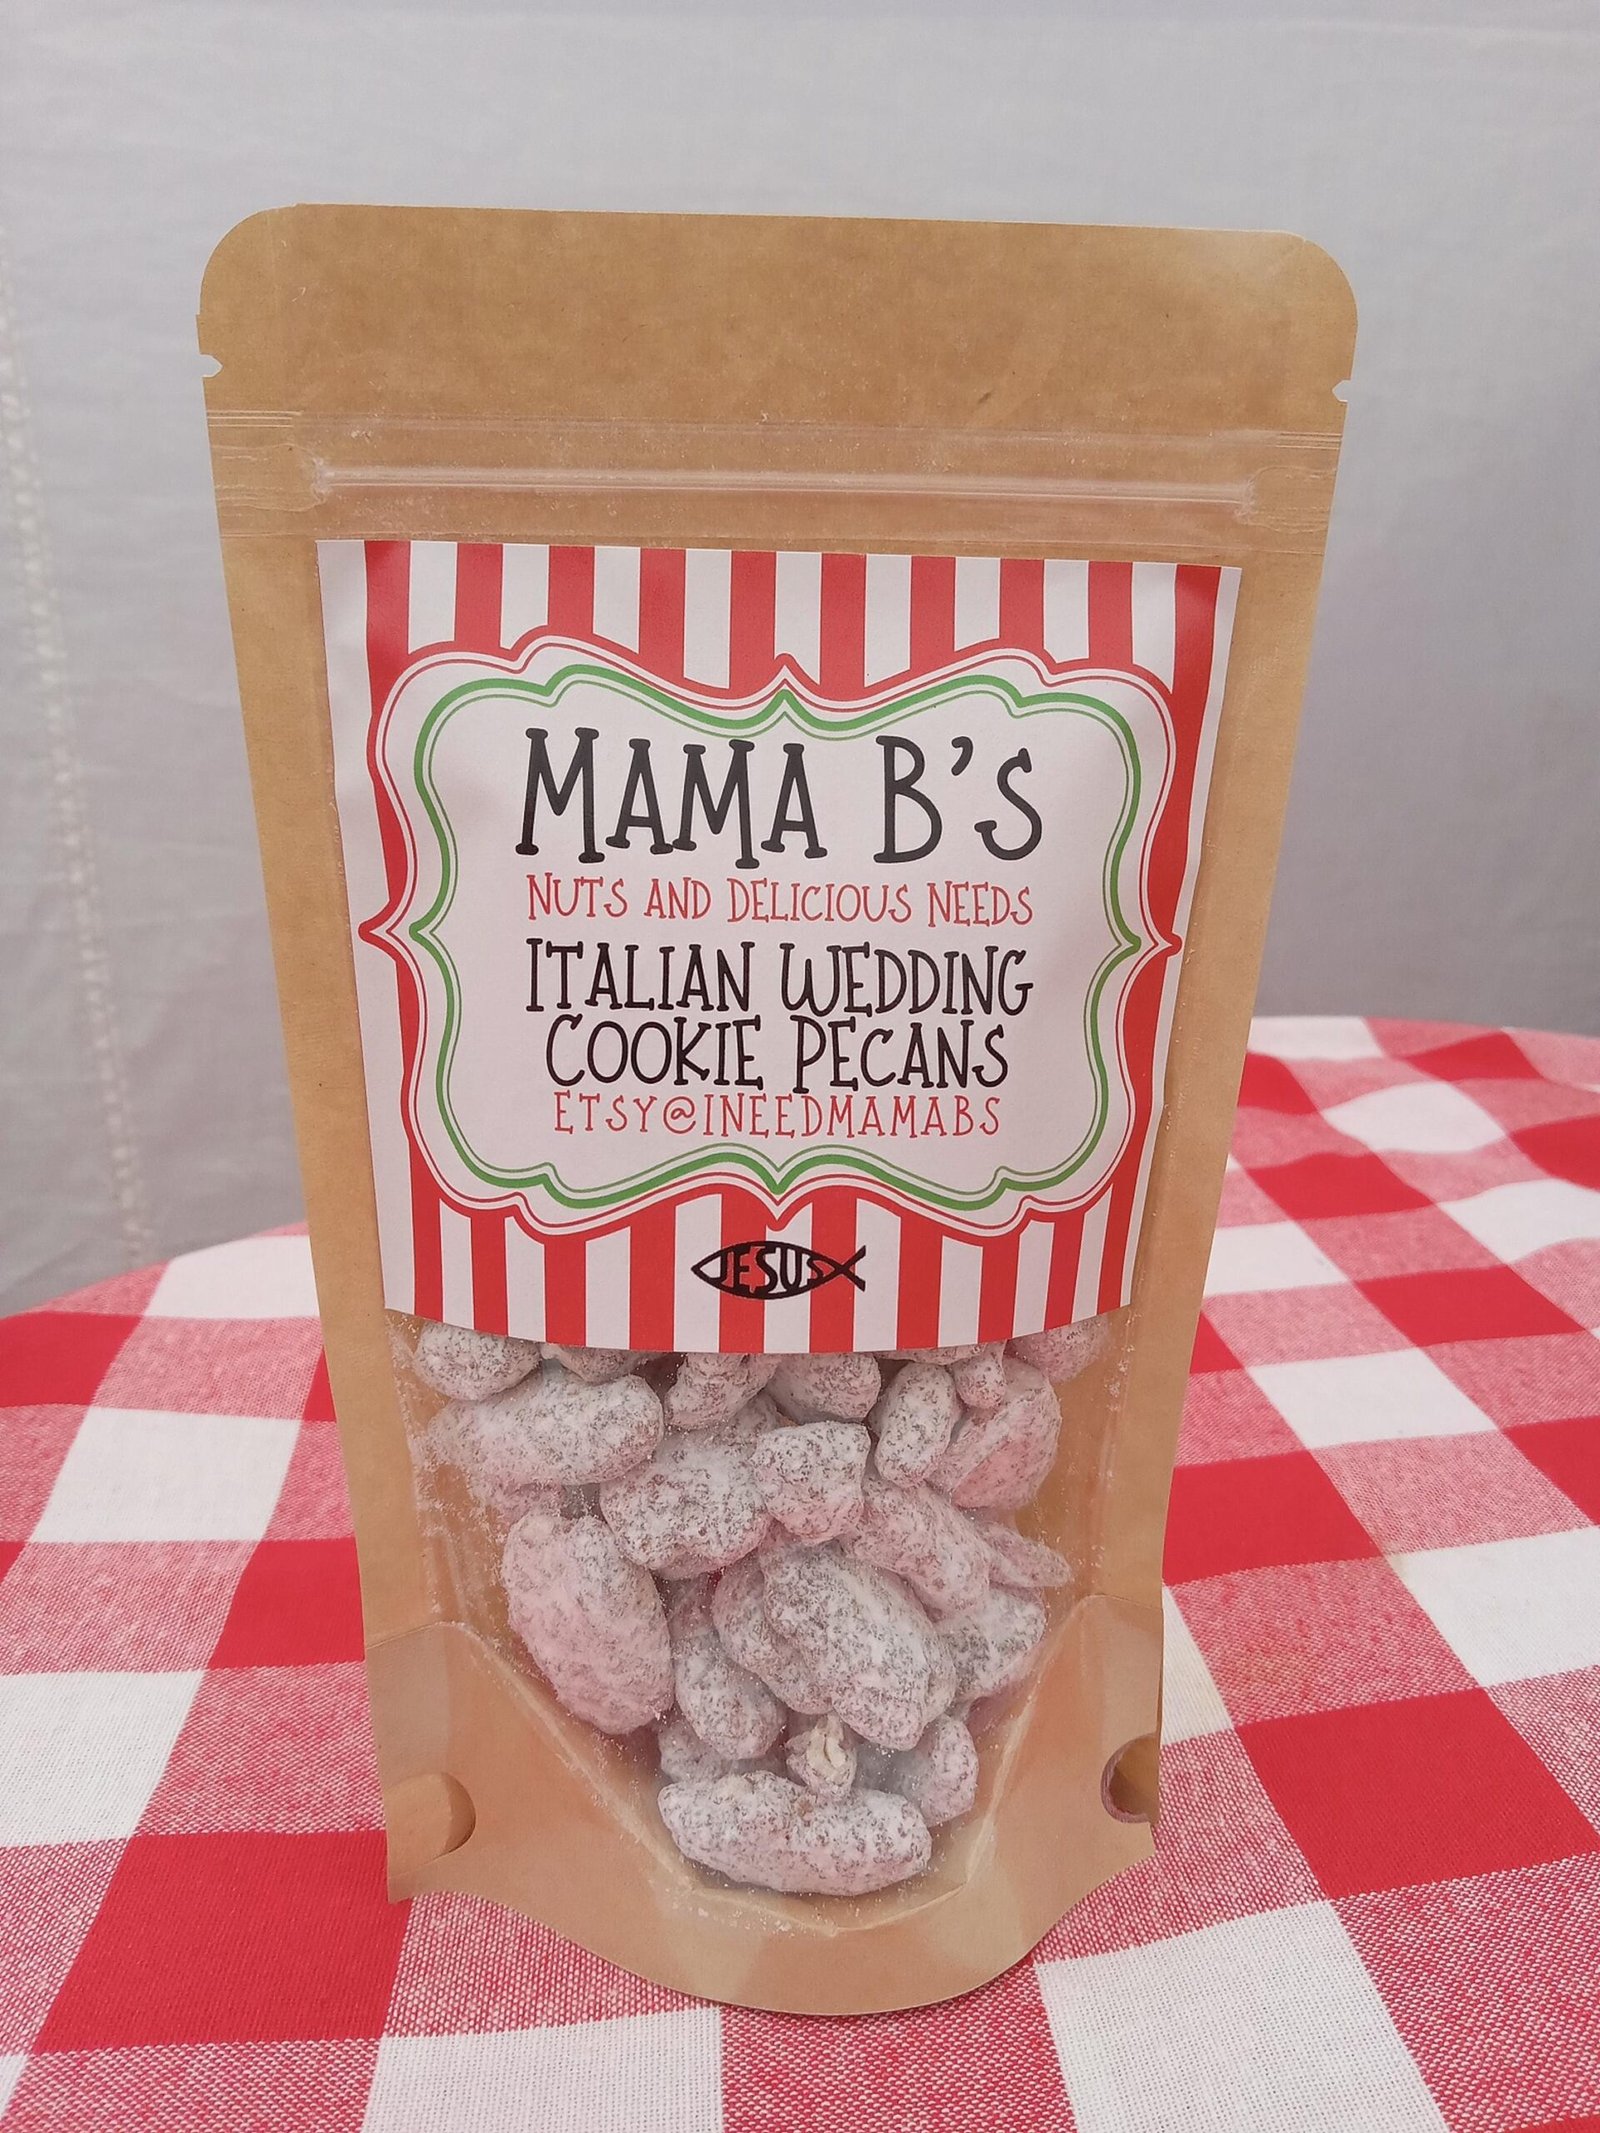 MAMA B'S
NUTS AND DELICIOUS NEEDS
ITALIAN WEDDING
COOKIE PECANS
ETSY@INEEDMAMABS
JESUS